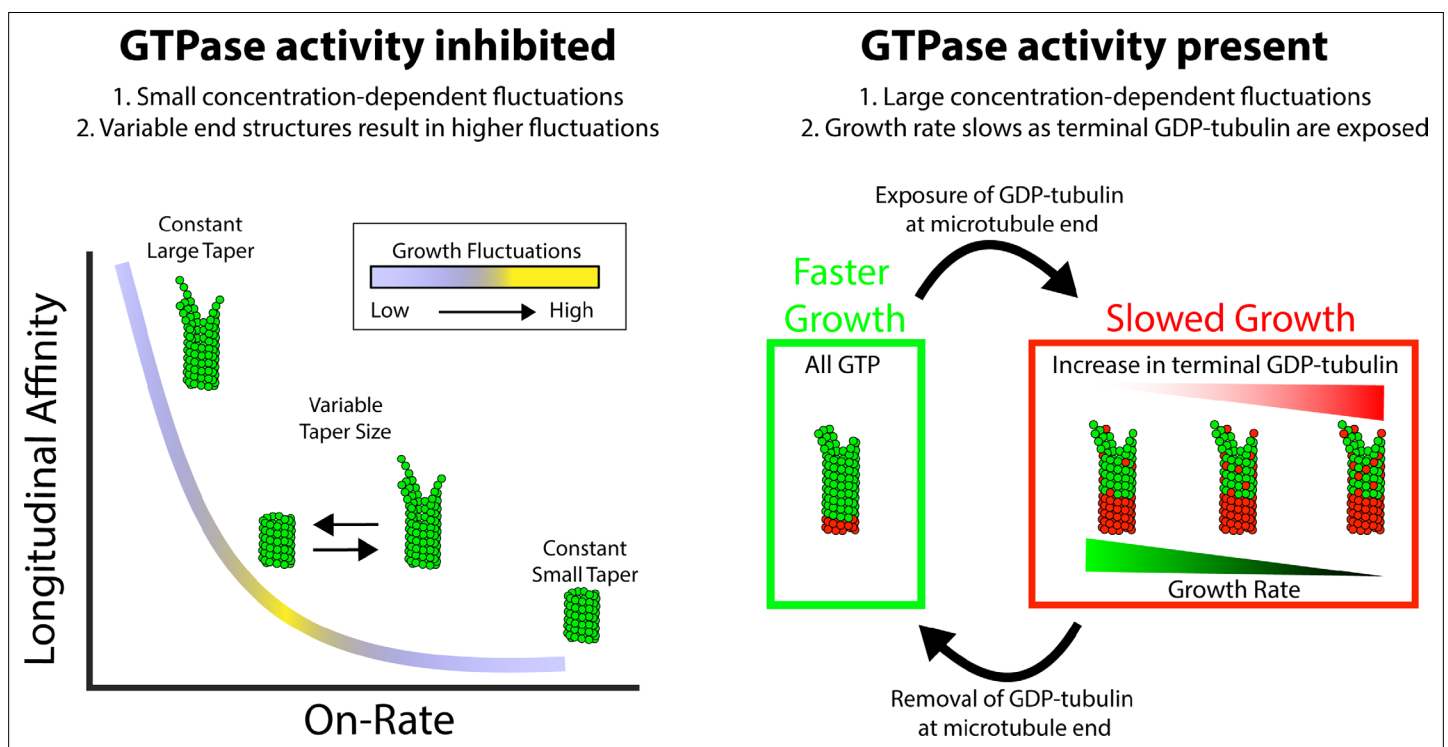 GTPase activity inhibited
1. Small concentration-dependent fluctuations
2. Variable end structures result in higher fluctuations
Constant
Large Taper
Growth Fluctuations
Low
High
Variable
Taper Size
Constant
Small Taper
Longitudinal Affinity
On-Rate
GTPase activity present
1. Large concentration-dependent fluctuations
2. Growth rate slows as terminal GDP-tubulin are exposed
Exposure of GDP-tubulin
at microtubule end
Faster
Growth
All GTP
Slowed Growth
Increase in terminal GDP-tubulin
Growth Rate
Removal of GDP-tubulin
at microtubule end